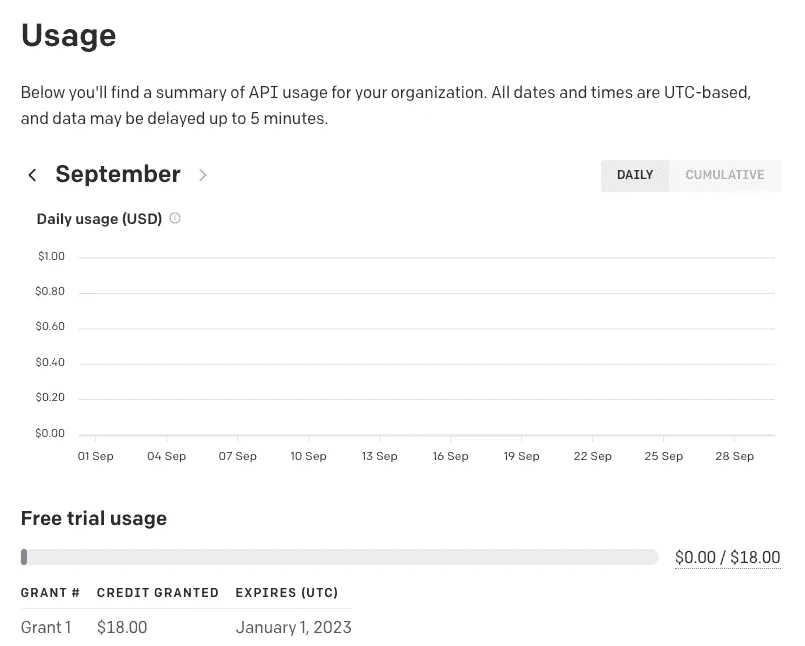 Usage
Below you'll find a summary of API usage for your organization. All dates and times are UTC-based,
and data may be delayed up to 5 minutes.
September
DAILY CUMULATIVE
Daily usage (USD)
$1.00
$0.80
$0.60
$0.40
$0.20
$0.00
01 Sep 04 Sep 07 Sep 10 Sep 13 Sep 16 Sep 19 Sep 22 Sep 25 Sep 28 Sep
Free trial usage
$0.00 / $18.00
GRANT # CREDIT GRANTED EXPIRES (UTC)
Grant 1 $18.00 January 1, 2023